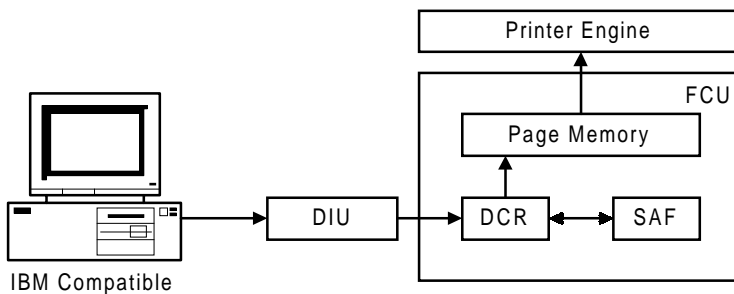 Printer Engine
FCU
Page Memory
DIU
DCR
SAF
IBM Compatible